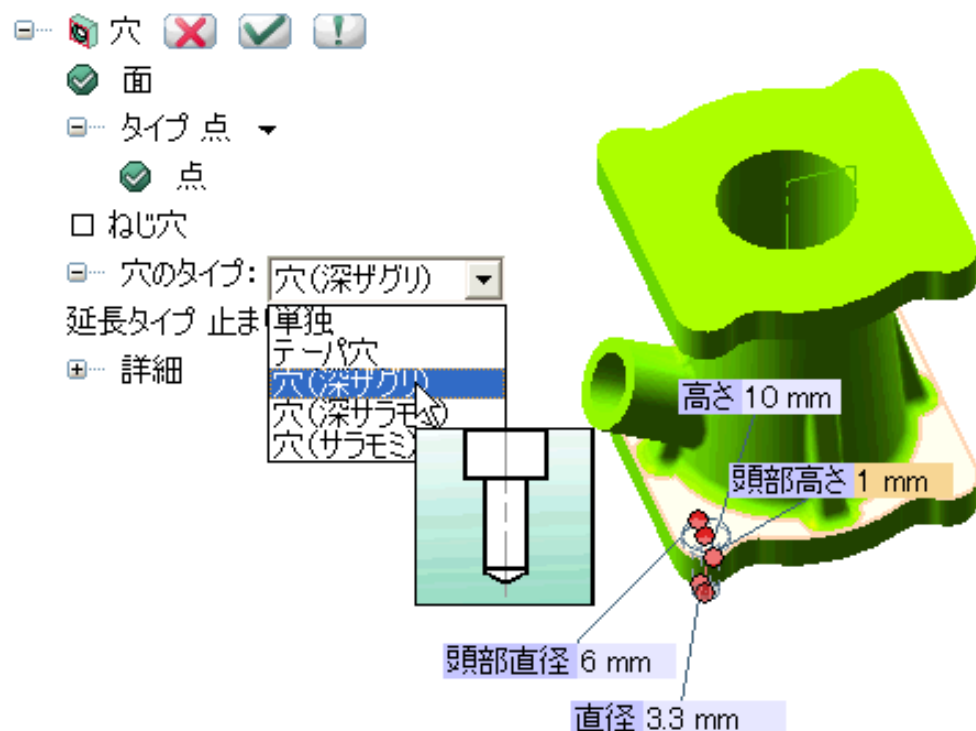 穴
面
タイプ 点
点
ねじ穴
穴のタイプ: 穴(深ザグリ)
延長タイプ 止ま
単独
テーパ穴
穴(深ザグリ)
穴(深サラモミ)
穴(サラモミ)
詳細
高さ 10 mm
頭部高さ 1 mm
頭部直径 6 mm
直径 3.3 mm